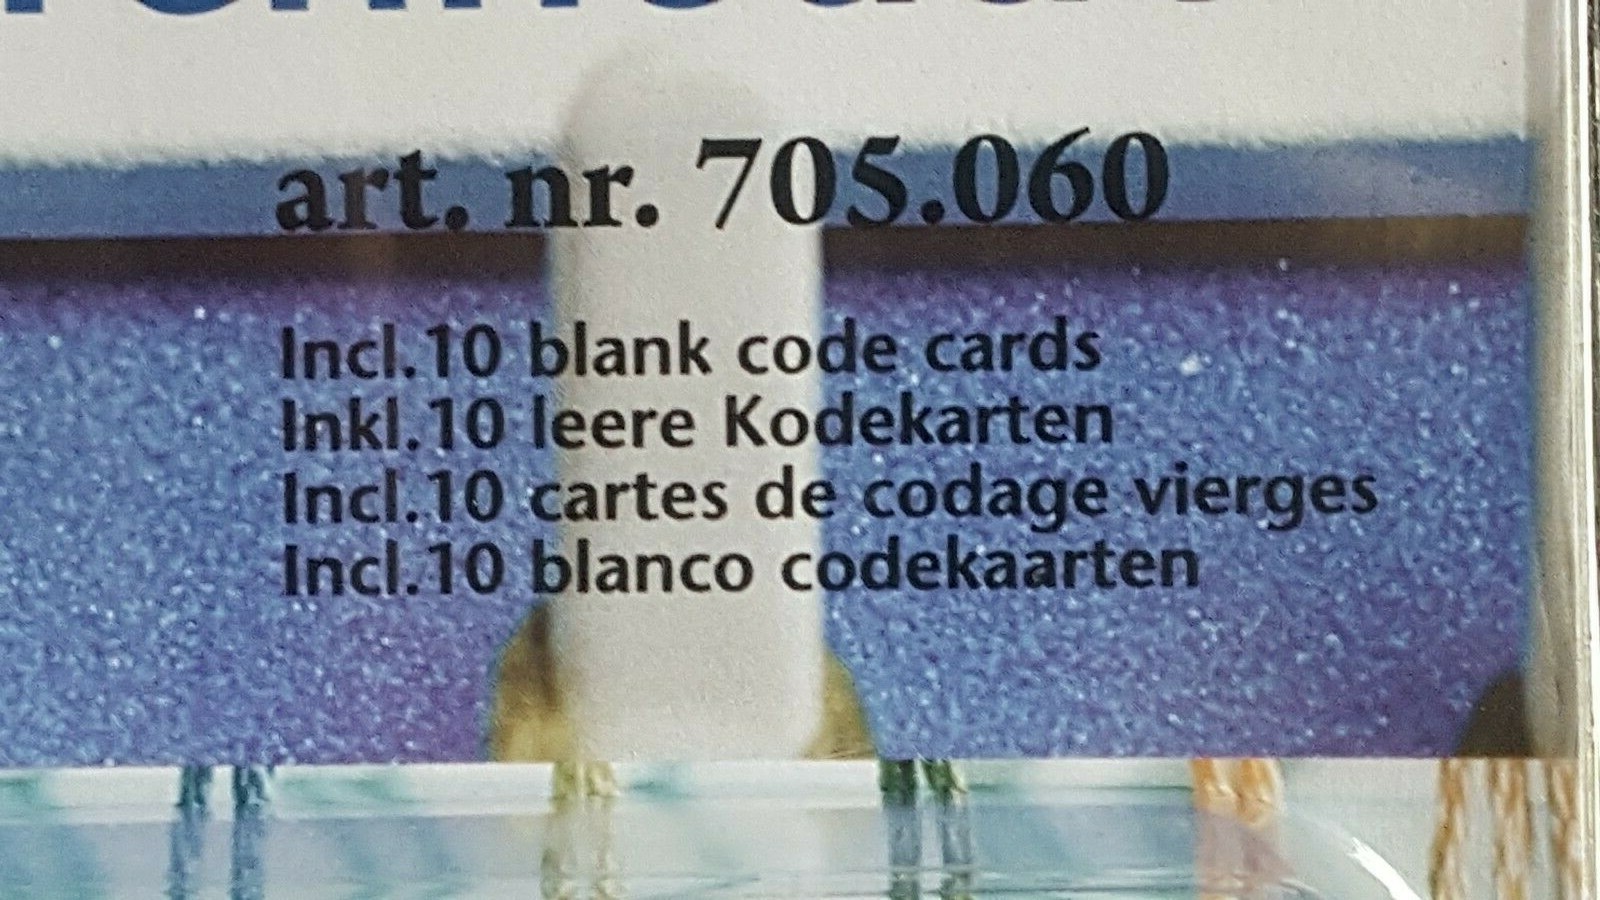 art. nr. 705.060
Incl.10 blank code cards
Inkl.10 leere Kodekarten
Incl.10 cartes de codage vierges
Incl.10 blanco codekaarten